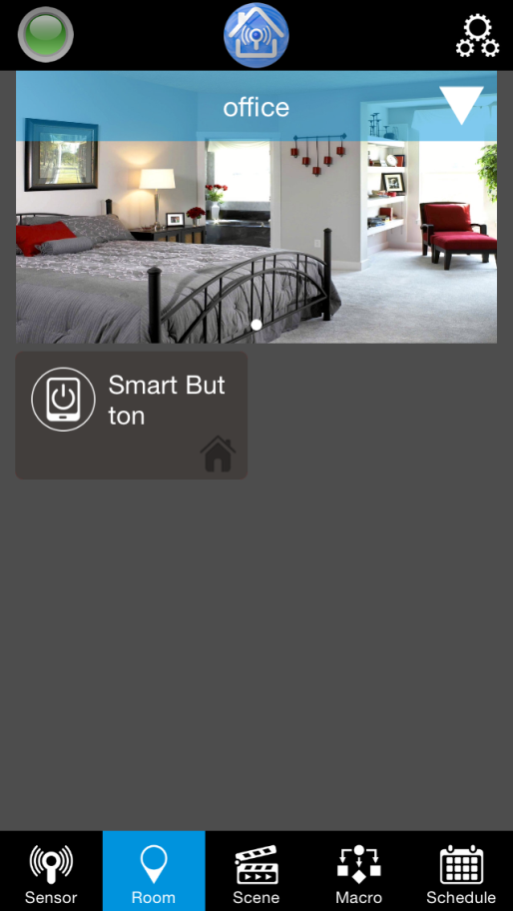 office
Smart But
ton
Sensor
Room
Scene
Macro
Schedule